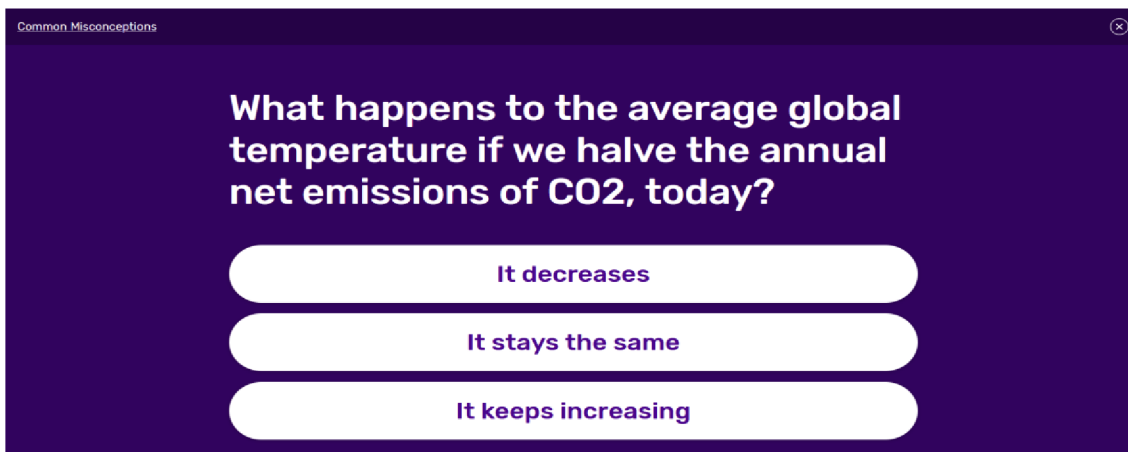 Common Misconceptions
What happens to the average global
temperature if we halve the annual
net emissions of CO2, today?
It decreases
It stays the same
It keeps increasing